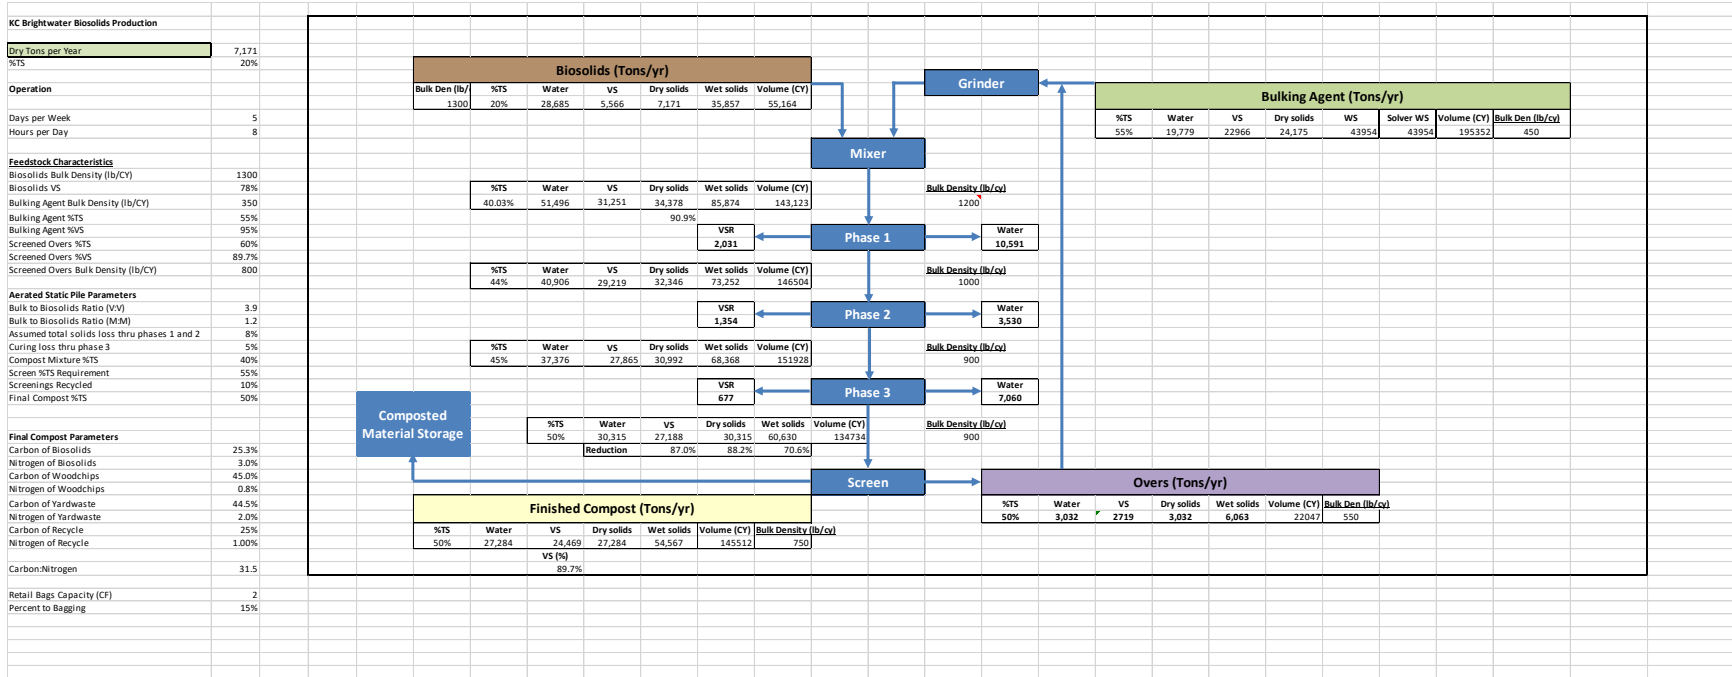 KC Brightwater Biosolids Production
Dry Tons per Year 7,171
%TS 20%
Operation
Days per Week 5
Hours per Day 8
Feedstock Characteristics
Biosolids Bulk Density (lb/CY) 1300
Biosolids VS 78%
Bulking Agent Bulk Density (lb/CY) 350
Bulking Agent %TS 55%
Bulking Agent %VS 95%
Screened Overs %TS 60%
Screened Overs %VS 89.7%
Screened Overs Bulk Density (lb/CY) 800
Aerated Static Pile Parameters
Bulk to Biosolids Ratio (V:V) 3.9
Bulk to Biosolids Ratio (M:M) 1.2
Assumed total solids loss thru phases 1 and 2 8%
Curing loss thru phase 3 5%
Compost Mixture %TS 40%
Screen %TS Requirement 55%
Screenings Recycled 10%
Final Compost %TS 50%
Final Compost Parameters
Carbon of Biosolids 25.3%
Nitrogen of Biosolids 3.0%
Carbon of Woodchips 45.0%
Nitrogen of Woodchips 0.8%
Carbon of Yardwaste 44.5%
Nitrogen of Yardwaste 2.0%
Carbon of Recycle 25%
Nitrogen of Recycle 1.00%
Carbon:Nitrogen 31.5
Retail Bags Capacity (CF) 2
Percent to Bagging 15%
Biosolids (Tons/yr)
Bulk Den (lb/ %TS Water VS Dry solids Wet solids Volume (CY)
1300 20% 28,685 5,566 7,171 35,857 55,164
Grinder
Bulking Agent (Tons/yr)
%TS Water VS Dry solids WS Solver WS Volume (CY) Bulk Den (lb/cy)
55% 19,779 22966 24,175 43954 43954 195352 450
Mixer
%TS Water VS Dry solids Wet solids Volume (CY) Bulk Density (lb/cy)
40.03% 51,496 31,251 34,378 85,874 143,123 1200
90.9%
VSR Phase 1 Water
2,031 10,591
%TS Water VS Dry solids Wet solids Volume (CY) Bulk Density (lb/cy)
44% 40,906 29,219 32,346 73,252 146504 1000
VSR Phase 2 Water
1,354 3,530
%TS Water VS Dry solids Wet solids Volume (CY) Bulk Density (lb/cy)
45% 37,376 27,865 30,992 68,368 151928 900
VSR Phase 3 Water
677 7,060
Composted
Material Storage
%TS Water VS Dry solids Wet solids Volume (CY) Bulk Density (lb/cy)
50% 30,315 27,188 30,315 60,630 134734 900
Reduction 87.0% 88.2% 70.6%
Screen
Overs (Tons/yr)
%TS Water VS Dry solids Wet solids Volume (CY) Bulk Den (lb/cy)
50% 3,032 2719 3,032 6,063 22047 550
Finished Compost (Tons/yr)
%TS Water VS Dry solids Wet solids Volume (CY) Bulk Density (lb/cy)
50% 27,284 24,469 27,284 54,567 145512 750
VS (%)
89.7%